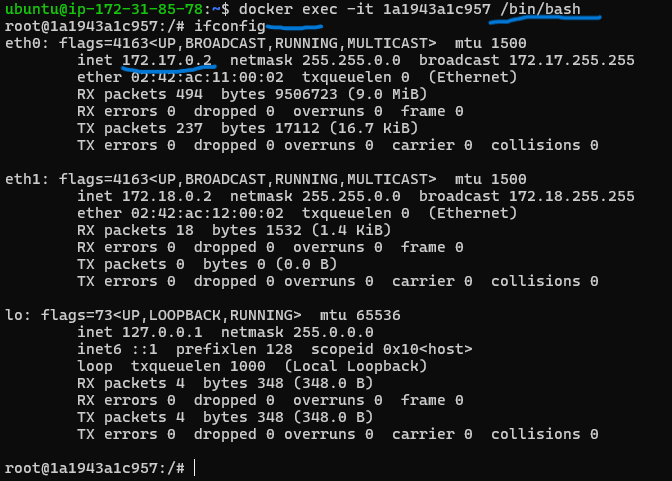 ubuntu@ip-172-31-85-78:~$ docker exec -it 1a1943a1c957 /bin/bash
root@1a1943a1c957:/# ifconfig
eth0: flags=4163<UP,BROADCAST,RUNNING,MULTICAST>  mtu 1500
        inet 172.17.0.2  netmask 255.255.0.0  broadcast 172.17.255.255
        ether 02:42:ac:11:00:02  txqueuelen 0  (Ethernet)
        RX packets 494  bytes 9506723 (9.0 MiB)
        RX errors 0  dropped 0  overruns 0  frame 0
        TX packets 237  bytes 17112 (16.7 KiB)
        TX errors 0  dropped 0 overruns 0  carrier 0  collisions 0

eth1: flags=4163<UP,BROADCAST,RUNNING,MULTICAST>  mtu 1500
        inet 172.18.0.2  netmask 255.255.0.0  broadcast 172.18.255.255
        ether 02:42:ac:12:00:02  txqueuelen 0  (Ethernet)
        RX packets 18  bytes 1532 (1.4 KiB)
        RX errors 0  dropped 0  overruns 0  frame 0
        TX packets 0  bytes 0 (0.0 B)
        TX errors 0  dropped 0 overruns 0  carrier 0  collisions 0

lo: flags=73<UP,LOOPBACK,RUNNING>  mtu 65536
        inet 127.0.0.1  netmask 255.0.0.0
        inet6 ::1  prefixlen 128  scopeid 0x10<host>
        loop  txqueuelen 1000  (Local Loopback)
        RX packets 4  bytes 348 (348.0 B)
        RX errors 0  dropped 0  overruns 0  frame 0
        TX packets 4  bytes 348 (348.0 B)
        TX errors 0  dropped 0 overruns 0  carrier 0  collisions 0

root@1a1943a1c957:/#